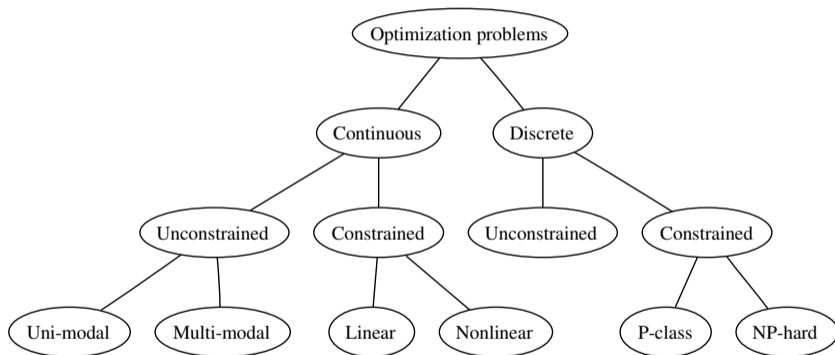 Optimization problems
Continuous
Discrete
Unconstrained
Constrained
Unconstrained
Constrained
Uni-modal
Multi-modal
Linear
Nonlinear
P-class
NP-hard